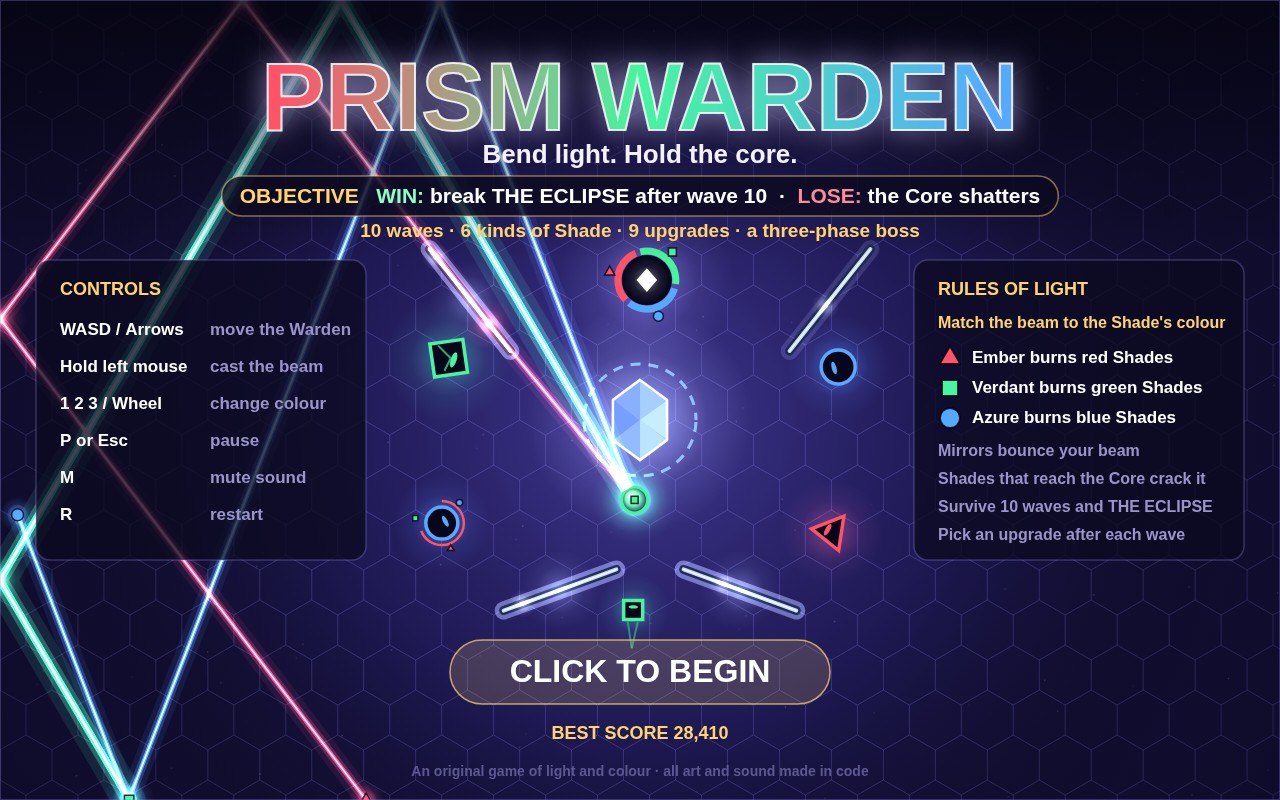 PRISM WARDEN
Bend light. Hold the core.
OBJECTIVE WIN: break THE ECLIPSE after wave 10 · LOSE: the Core shatters
10 waves · 6 kinds of Shade · 9 upgrades · a three-phase boss
CONTROLS
WASD / Arrows move the Warden
Hold left mouse cast the beam
1 2 3 / Wheel change colour
P or Esc pause
M mute sound
R restart
RULES OF LIGHT
Match the beam to the Shade's colour
Ember burns red Shades
Verdant burns green Shades
Azure burns blue Shades
Mirrors bounce your beam
Shades that reach the Core crack it
Survive 10 waves and THE ECLIPSE
Pick an upgrade after each wave
CLICK TO BEGIN
BEST SCORE 28,410
An original game of light and colour · all art and sound made in code